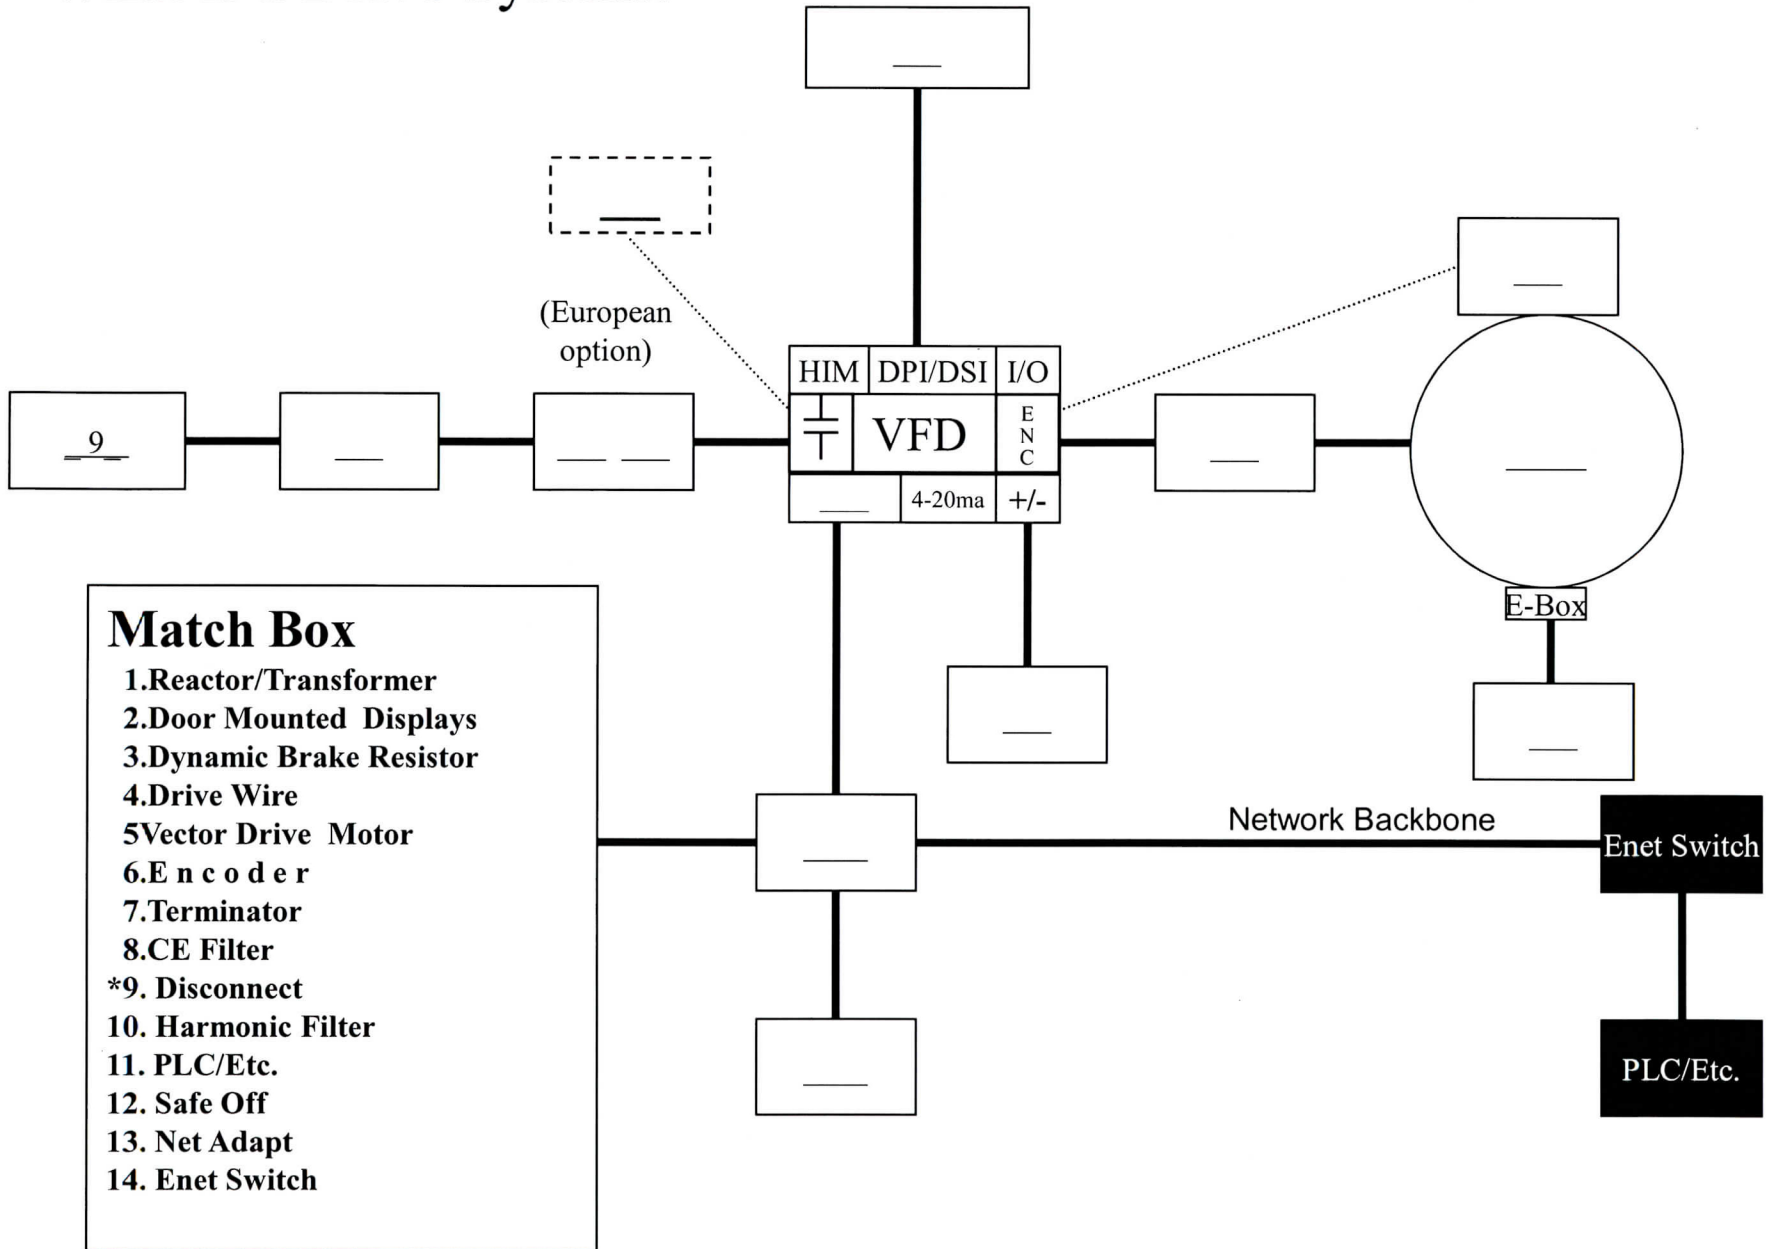 (European
option)
HIM DPI/DSI I/O
9
VFD
E
N
C
4-20ma +/-
E-Box
Match Box
1.Reactor/Transformer
2.Door Mounted Displays
3.Dynamic Brake Resistor
4.Drive Wire
5Vector Drive Motor
6.E n c o d e r
7.Terminator
8.CE Filter
*9. Disconnect
10. Harmonic Filter
11. PLC/Etc.
12. Safe Off
13. Net Adapt
14. Enet Switch
Network Backbone
Enet Switch
PLC/Etc.